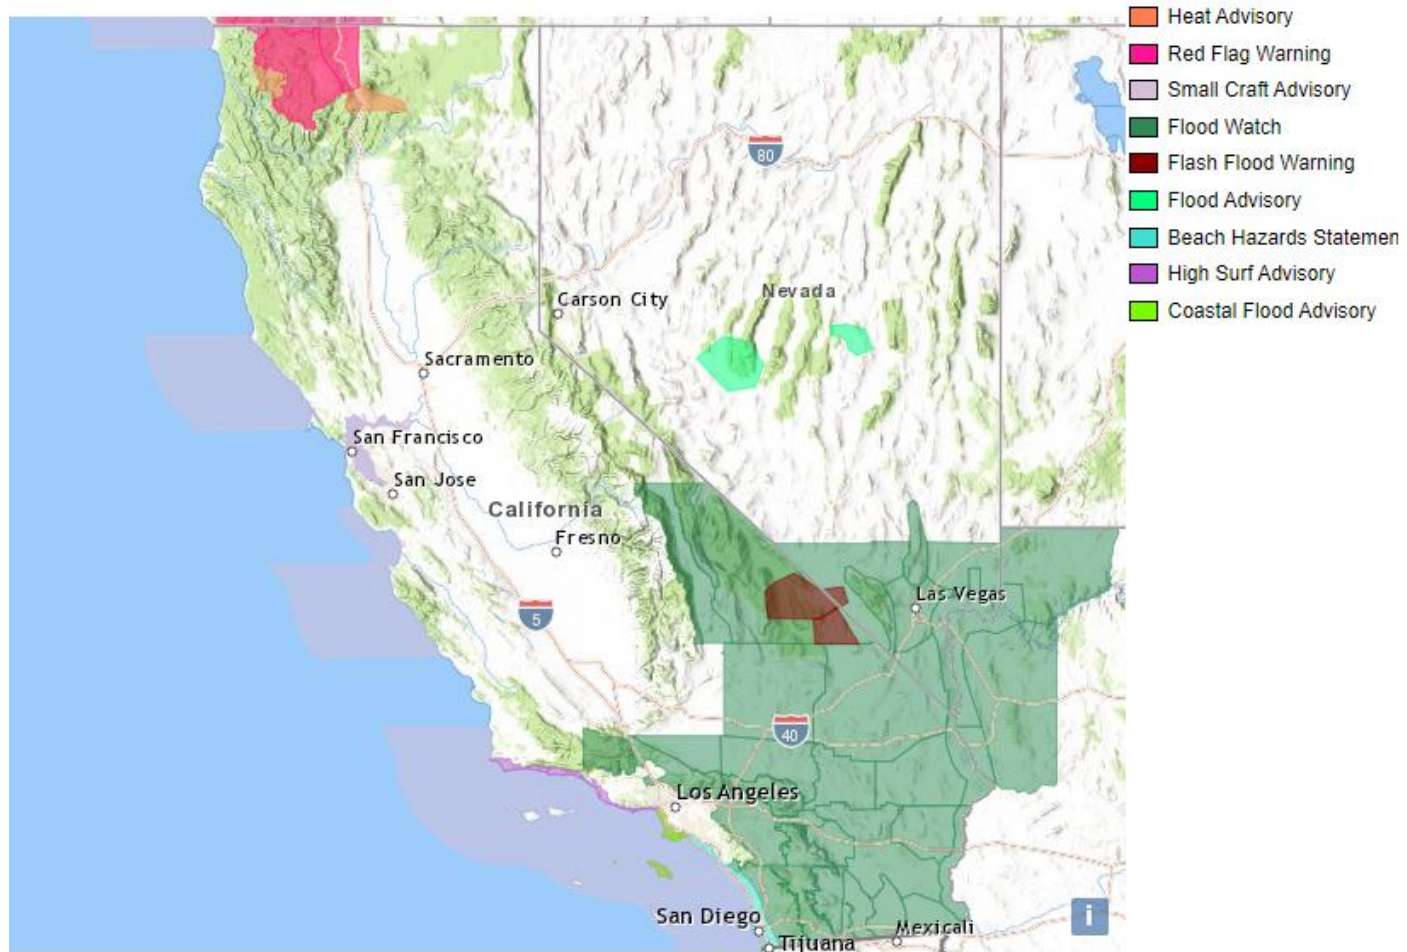 Heat Advisory
Red Flag Warning
Small Craft Advisory
Flood Watch
Flash Flood Warning
Flood Advisory
Beach Hazards Statemen
High Surf Advisory
Coastal Flood Advisory
80
Nevada
Carson City
Sacramento
San Francisco
San Jose
California
Fresno
Las Vegas
5
40
Los Angeles
San Diego
Mexicali
Tijuana
i